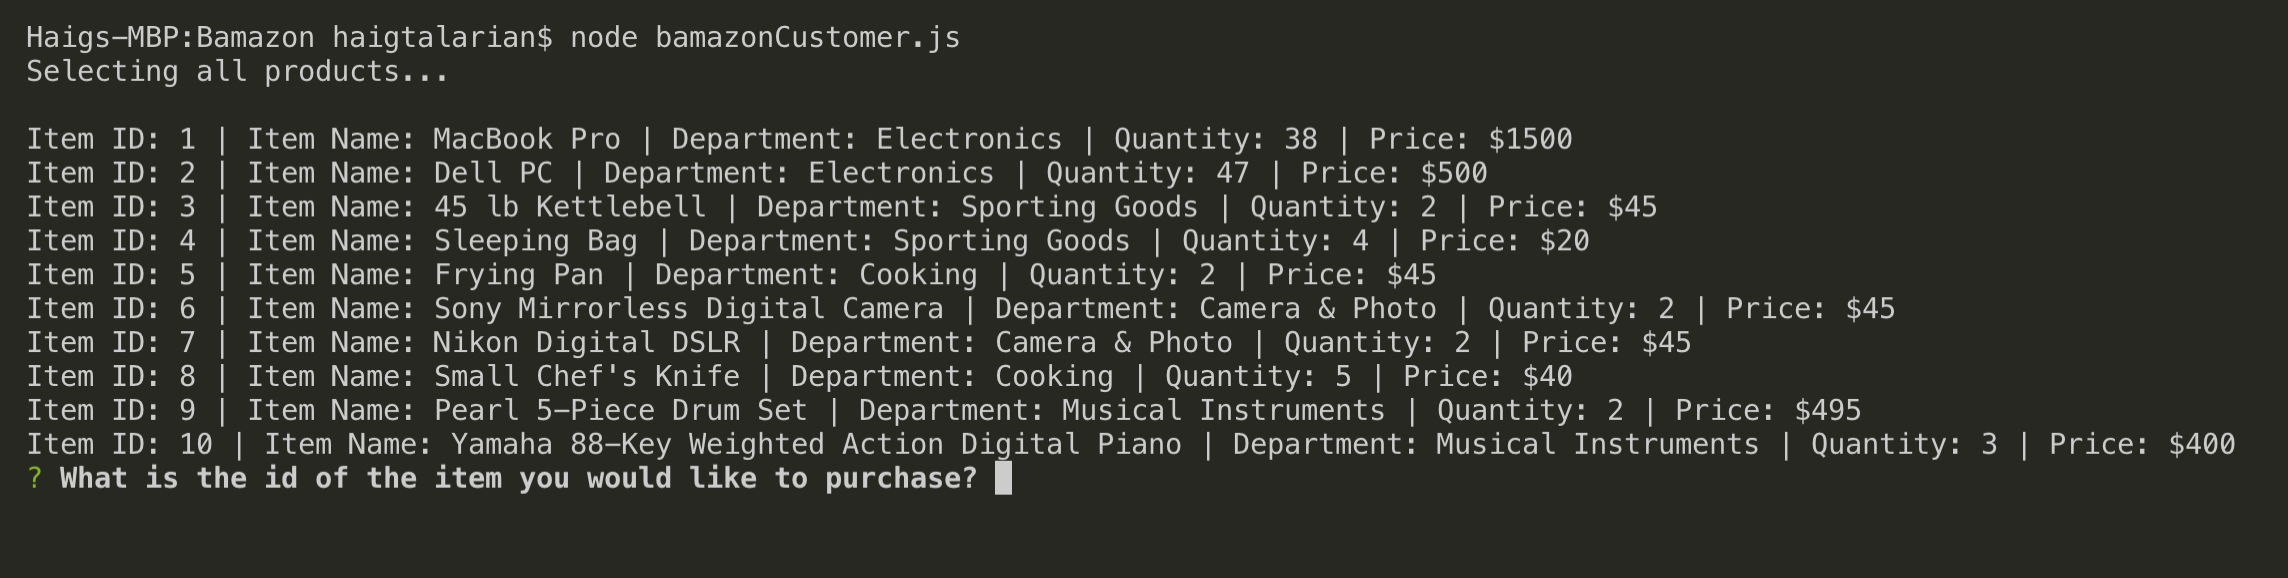 Haigs-MBP:Bamazon haigtalarian$ node bamazonCustomer.js
Selecting all products...
Item ID: 1 | Item Name: MacBook Pro | Department: Electronics | Quantity: 38 | Price: $1500
Item ID: 2 | Item Name: Dell PC | Department: Electronics | Quantity: 47 | Price: $500
Item ID: 3 | Item Name: 45 lb Kettlebell | Department: Sporting Goods | Quantity: 2 | Price: $45
Item ID: 4 | Item Name: Sleeping Bag | Department: Sporting Goods | Quantity: 4 | Price: $20
Item ID: 5 | Item Name: Frying Pan | Department: Cooking | Quantity: 2 | Price: $45
Item ID: 6 | Item Name: Sony Mirrorless Digital Camera | Department: Camera & Photo | Quantity: 2 | Price: $45
Item ID: 7 | Item Name: Nikon Digital DSLR | Department: Camera & Photo | Quantity: 2 | Price: $45
Item ID: 8 | Item Name: Small Chef's Knife | Department: Cooking | Quantity: 5 | Price: $40
Item ID: 9 | Item Name: Pearl 5-Piece Drum Set | Department: Musical Instruments | Quantity: 2 | Price: $495
Item ID: 10 | Item Name: Yamaha 88-Key Weighted Action Digital Piano | Department: Musical Instruments | Quantity: 3 | Price: $400
? What is the id of the item you would like to purchase?